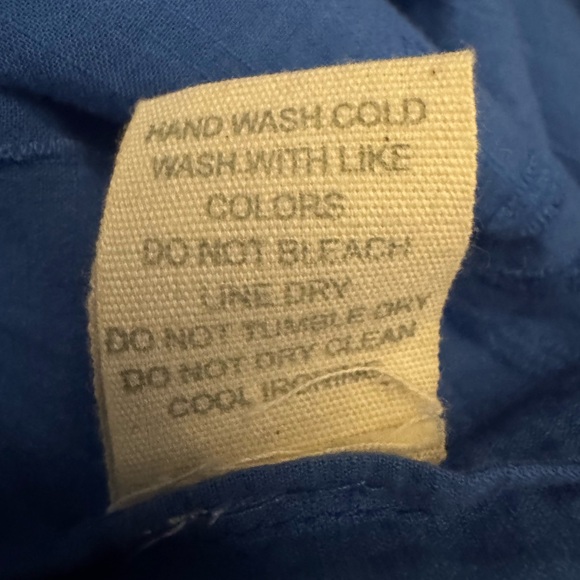 HAND.WASH.COLD
WASH.WITH LIKE
COLORS
DO NOT BLEACH
LINE DRY
DO NOT TUMBLE DRY
DO NOT DRY CLEAN
COOL IRONING